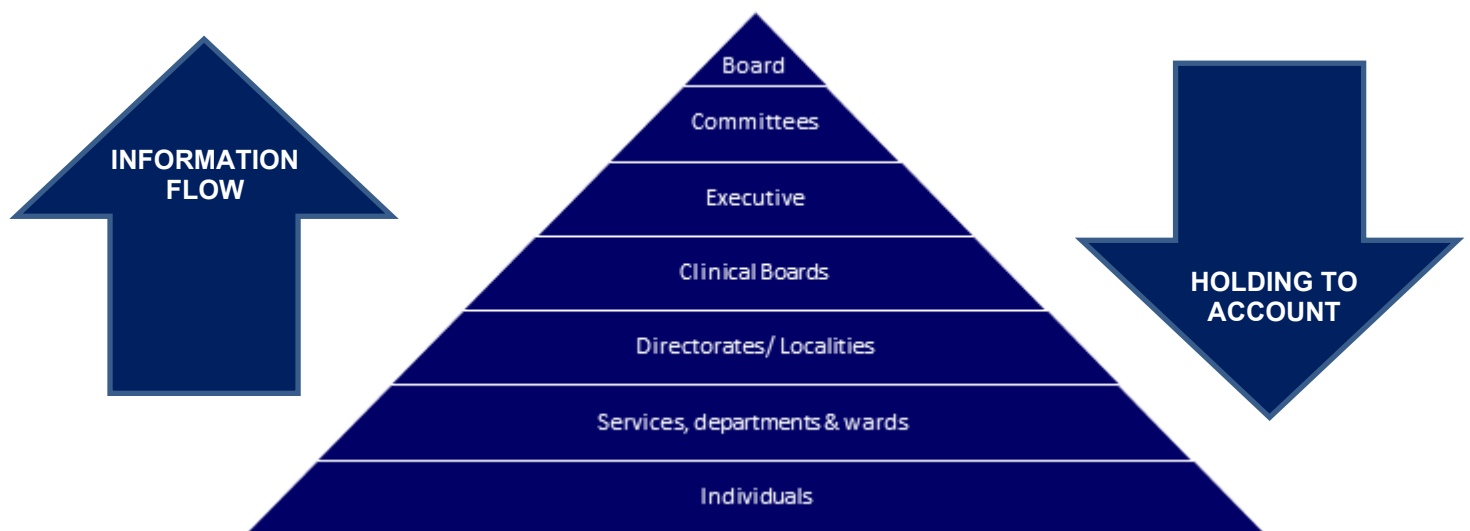 Board
Committees
INFORMATION
FLOW
Executive
Clinical Boards
HOLDING TO
ACCOUNT
Directorates/ Localities
Services, departments & wards
Individuals